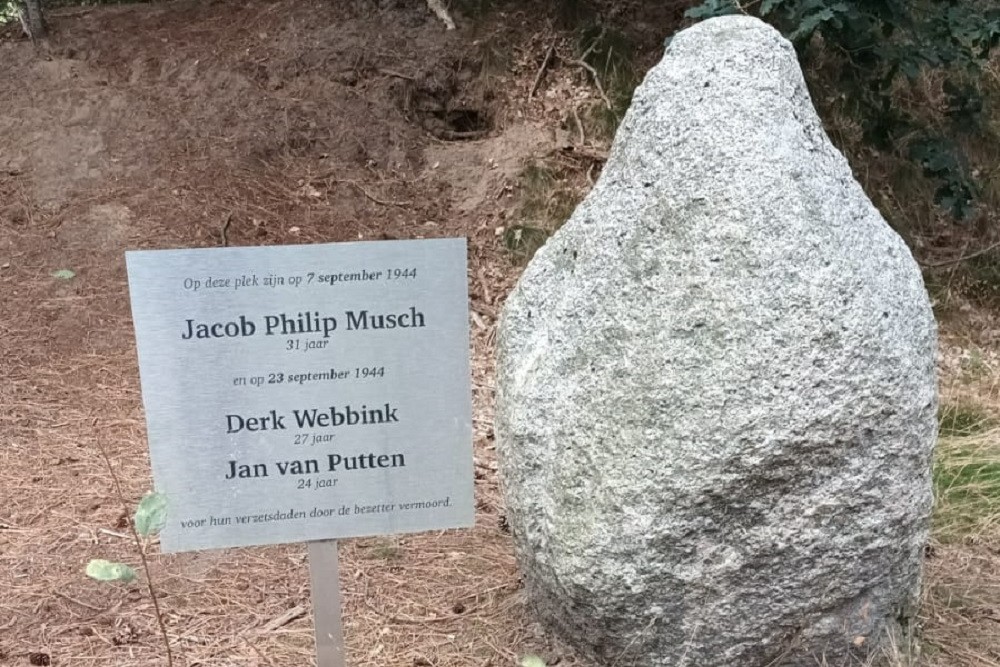 Op deze plek zijn op 7 september 1944
Jacob Philip Musch
31 jaar
en op 23 september 1944
Derk Webbink
27 jaar
Jan van Putten
24 jaar
voor hun verzetsdaden door de bezetter vermoord.